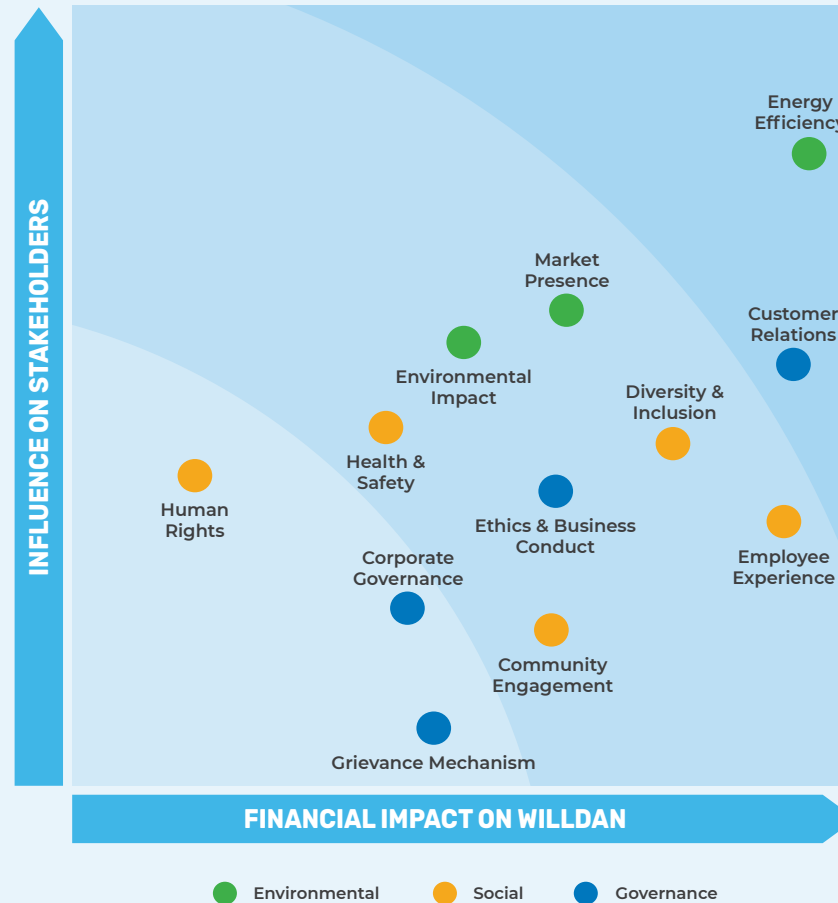 INFLUENCE ON STAKEHOLDERS
Energy
Efficiency
Market
Presence
Customer
Relations
Environmental
Impact
Diversity &
Inclusion
Health &
Safety
Human
Rights
Ethics & Business
Conduct
Corporate
Governance
Employee
Experience
Community
Engagement
Grievance Mechanism
FINANCIAL IMPACT ON WILLDAN
Environmental
Social
Governance